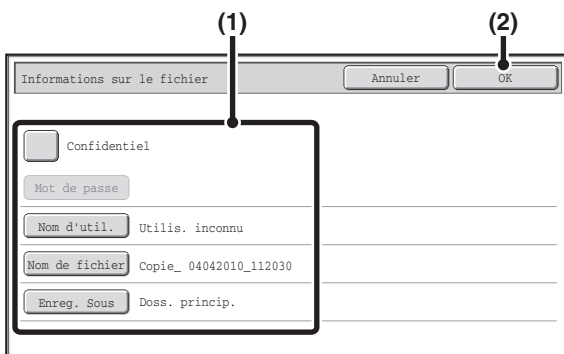 (1) (2)
Informations sur le fichier Annuler OK
Confidentiel
Mot de passe
Nom d'util. Utilis. inconnu
Nom de fichier Copie_ 04042010_112030
Enreg. Sous Doss. princip.